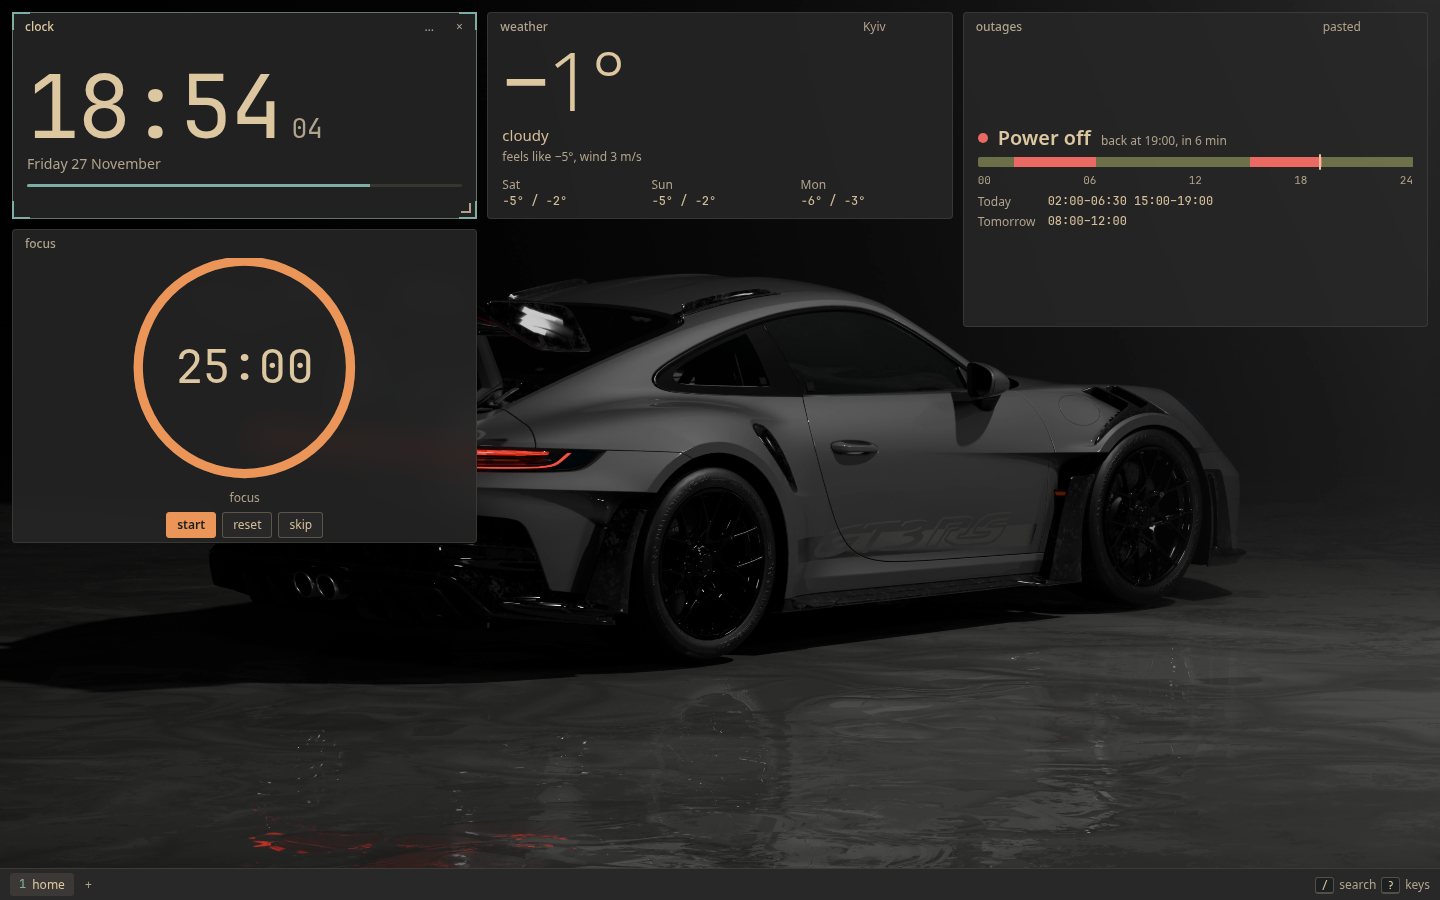 clock ... ×
18:54 04
Friday 27 November
weather Kyiv
−1°
cloudy
feels like −5°, wind 3 m/s
Sat Sun Mon
-5° / -2° -5° / -2° -6° / -3°
outages pasted
Power off back at 19:00, in 6 min
00 06 12 18 24
Today 02:00–06:30 15:00–19:00
Tomorrow 08:00–12:00
focus
25:00
focus
start reset skip
GT3 RS
1 home +
/ search ? keys